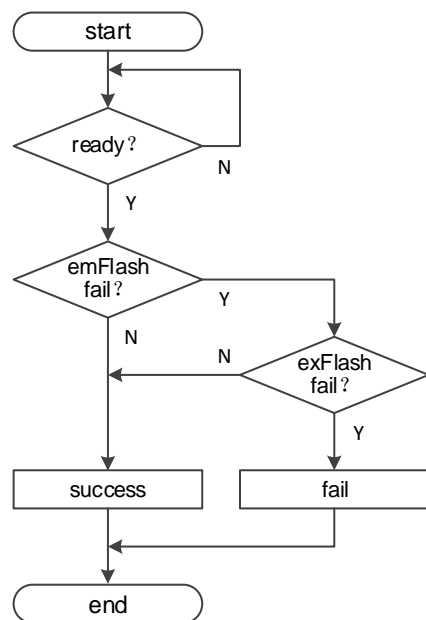 start
ready？
N
Y
emFlash
fail？
Y
N
N
exFlash
fail？
Y
success
fail
end